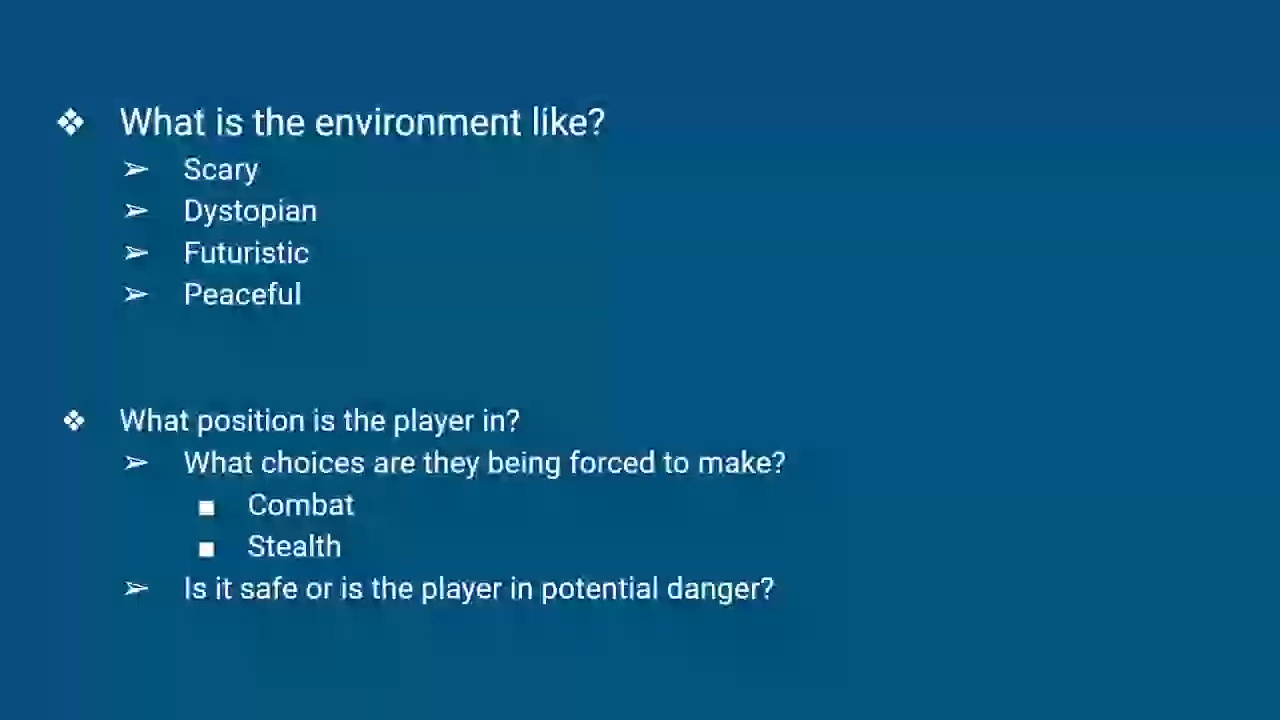 ❖ What is the environment like?
➢ Scary
➢ Dystopian
➢ Futuristic
➢ Peaceful
❖ What position is the player in?
➢ What choices are they being forced to make?
■ Combat
■ Stealth
➢ Is it safe or is the player in potential danger?